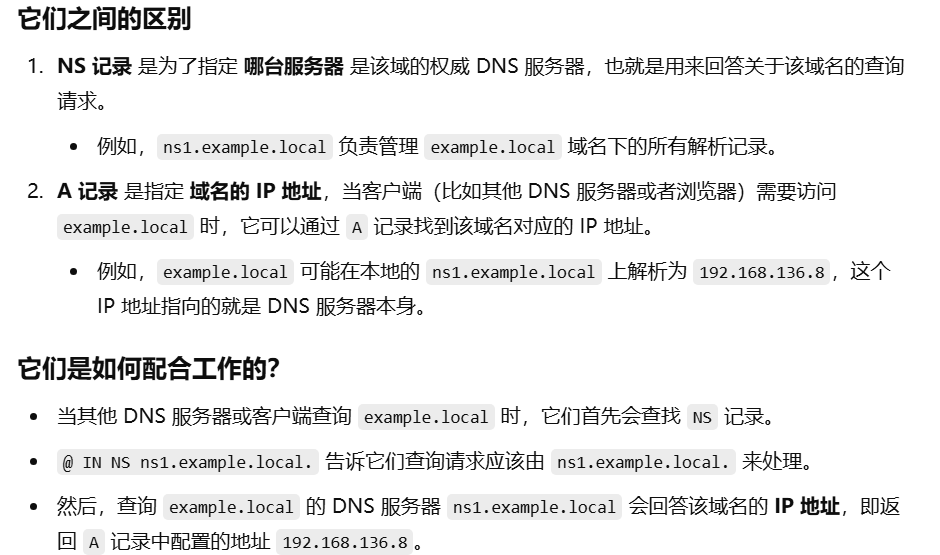 它们之间的区别
1. NS 记录 是为了指定 哪台服务器 是该域的权威 DNS 服务器，也就是用来回答关于该域名的查询
请求。
• 例如， ns1.example.local 负责管理 example.local 域名下的所有解析记录。
2. A 记录 是指定 域名的 IP 地址，当客户端（比如其他 DNS 服务器或者浏览器）需要访问
example.local 时，它可以通过 A 记录找到该域名对应的 IP 地址。
• 例如， example.local 可能在本地的 ns1.example.local 上解析为 192.168.136.8，这个
IP 地址指向的就是 DNS 服务器本身。
它们是如何配合工作的？
• 当其他 DNS 服务器或客户端查询 example.local 时，它们首先会查找 NS 记录。
• @ IN NS ns1.example.local. 告诉它们查询请求应该由 ns1.example.local. 来处理。
• 然后，查询 example.local 的 DNS 服务器 ns1.example.local 会回答该域名的 IP 地址，即返
回 A 记录中配置的地址 192.168.136.8。